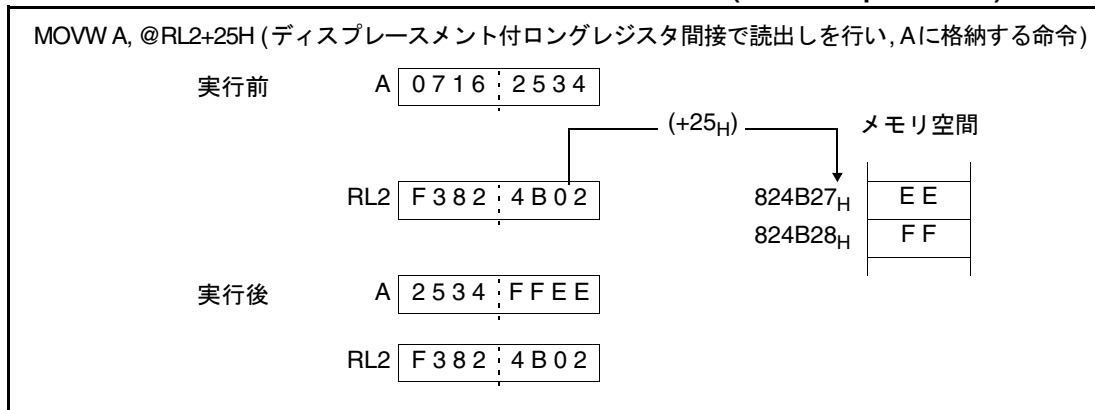 MOVW A, @RL2+25H (ディスプレースメント付ロングレジスタ間接で読出しを行い, Aに格納する命令)
実行前 A 0716 2534
(+25H) メモリ空間
RL2 F382 4B02 824B27H EE
824B28H FF
実行後 A 2534 FFEE
RL2 F382 4B02